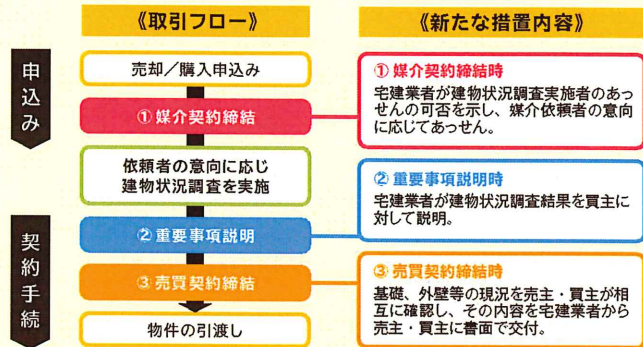 《取引フロー》
《新たな措置内容》
申込み
売却／購入申込み
①媒介契約締結
依頼者の意向に応じ
建物状況調査を実施
契約手続
②重要事項説明
③売買契約締結
物件の引渡し
①媒介契約締結時
宅建業者が建物状況調査実施者のあっ
せんの可否を示し、媒介依頼者の意向
に応じてあっせん。
②重要事項説明時
宅建業者が建物状況調査結果を買主に
対して説明。
③売買契約締結時
基礎、外壁等の現況を売主・買主が相
互に確認し、その内容を宅建業者から
売主・買主に書面で交付。